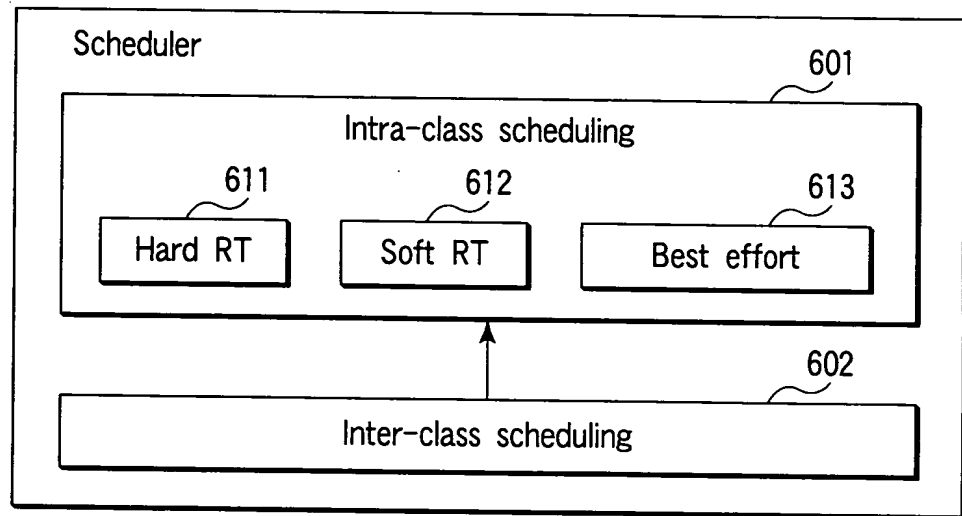 Scheduler
601
Intra-class scheduling
611
612
613
Hard RT
Soft RT
Best effort
602
Inter-class scheduling